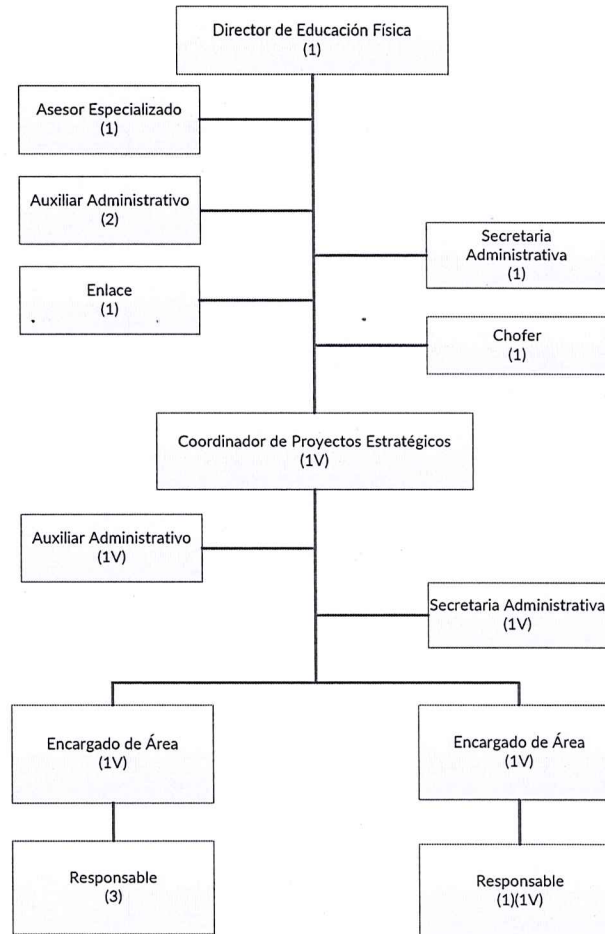 Director de Educación Física
(1)
Asesor Especializado
(1)
Auxiliar Administrativo
(2)
Secretaria
Administrativa
(1)
Enlace
(1)
Chofer
(1)
Coordinador de Proyectos Estratégicos
(1V)
Auxiliar Administrativo
(1V)
Secretaria Administrativa
(1V)
Encargado de Área
(1V)
Encargado de Área
(1V)
Responsable
(3)
Responsable
(1)(1V)